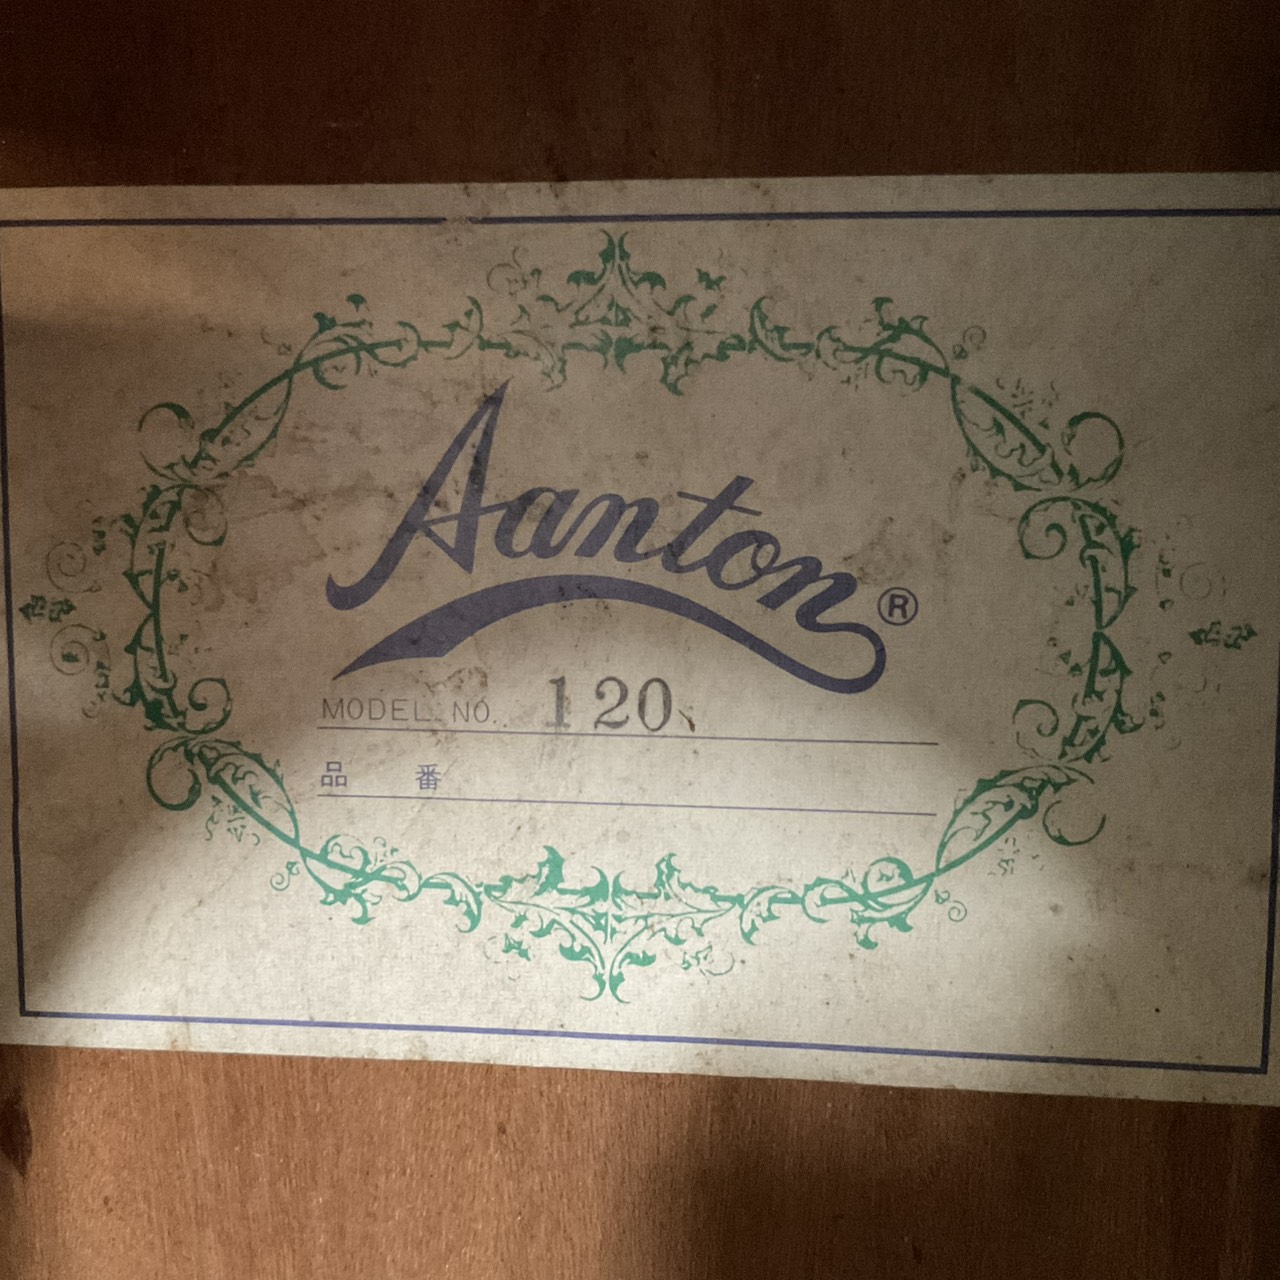 Aanton®
MODEL NO. 120
品 番